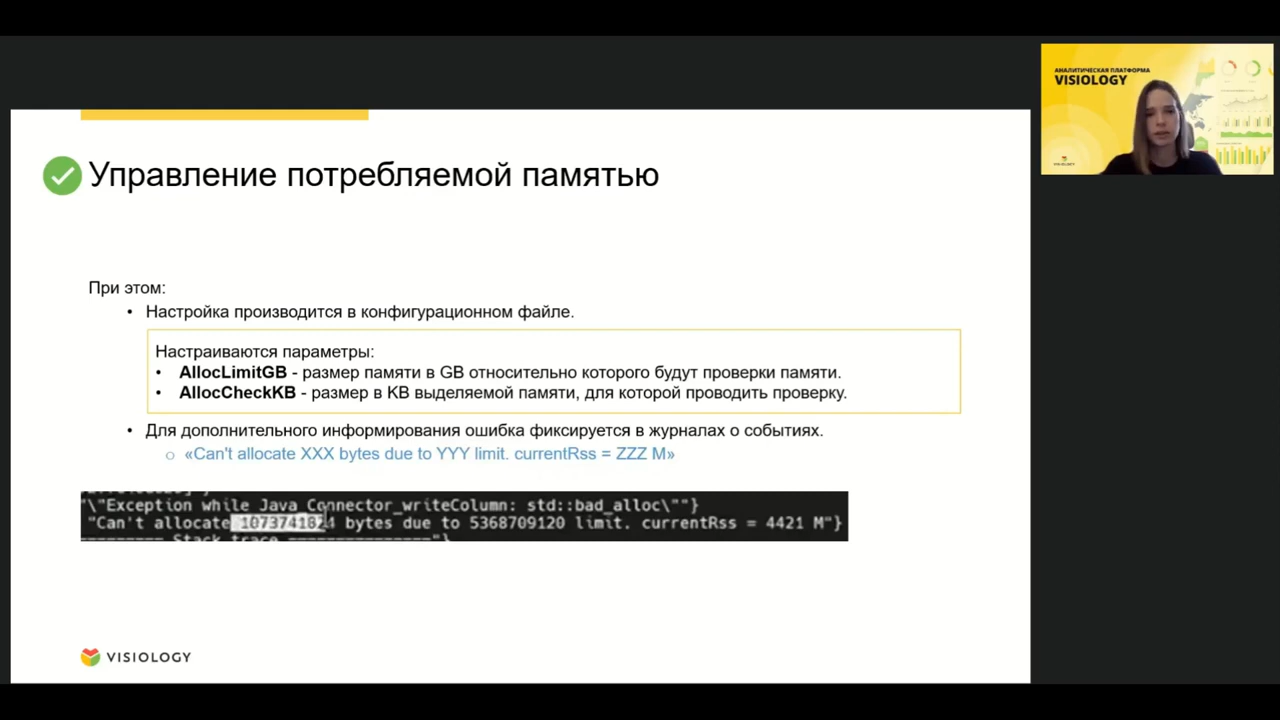 АНАЛИТИЧЕСКАЯ ПЛАТФОРМА
VISIOLOGY
Управление потребляемой памятью
При этом:
• Настройка производится в конфигурационном файле.
Настраиваются параметры:
• AllocLimitGB - размер памяти в GB относительно которого будут проверки памяти.
• AllocCheckKB - размер в KB выделяемой памяти, для которой проводить проверку.
• Для дополнительного информирования ошибка фиксируется в журналах о событиях.
○ «Can't allocate XXX bytes due to YYY limit. currentRss = ZZZ M»
"\"Exception while Java Connector_writeColumn: std::bad_alloc\""}
"Can't allocate 1073741824 bytes due to 5368709120 limit. currentRss = 4421 M"}
Stack trace
VISIOLOGY